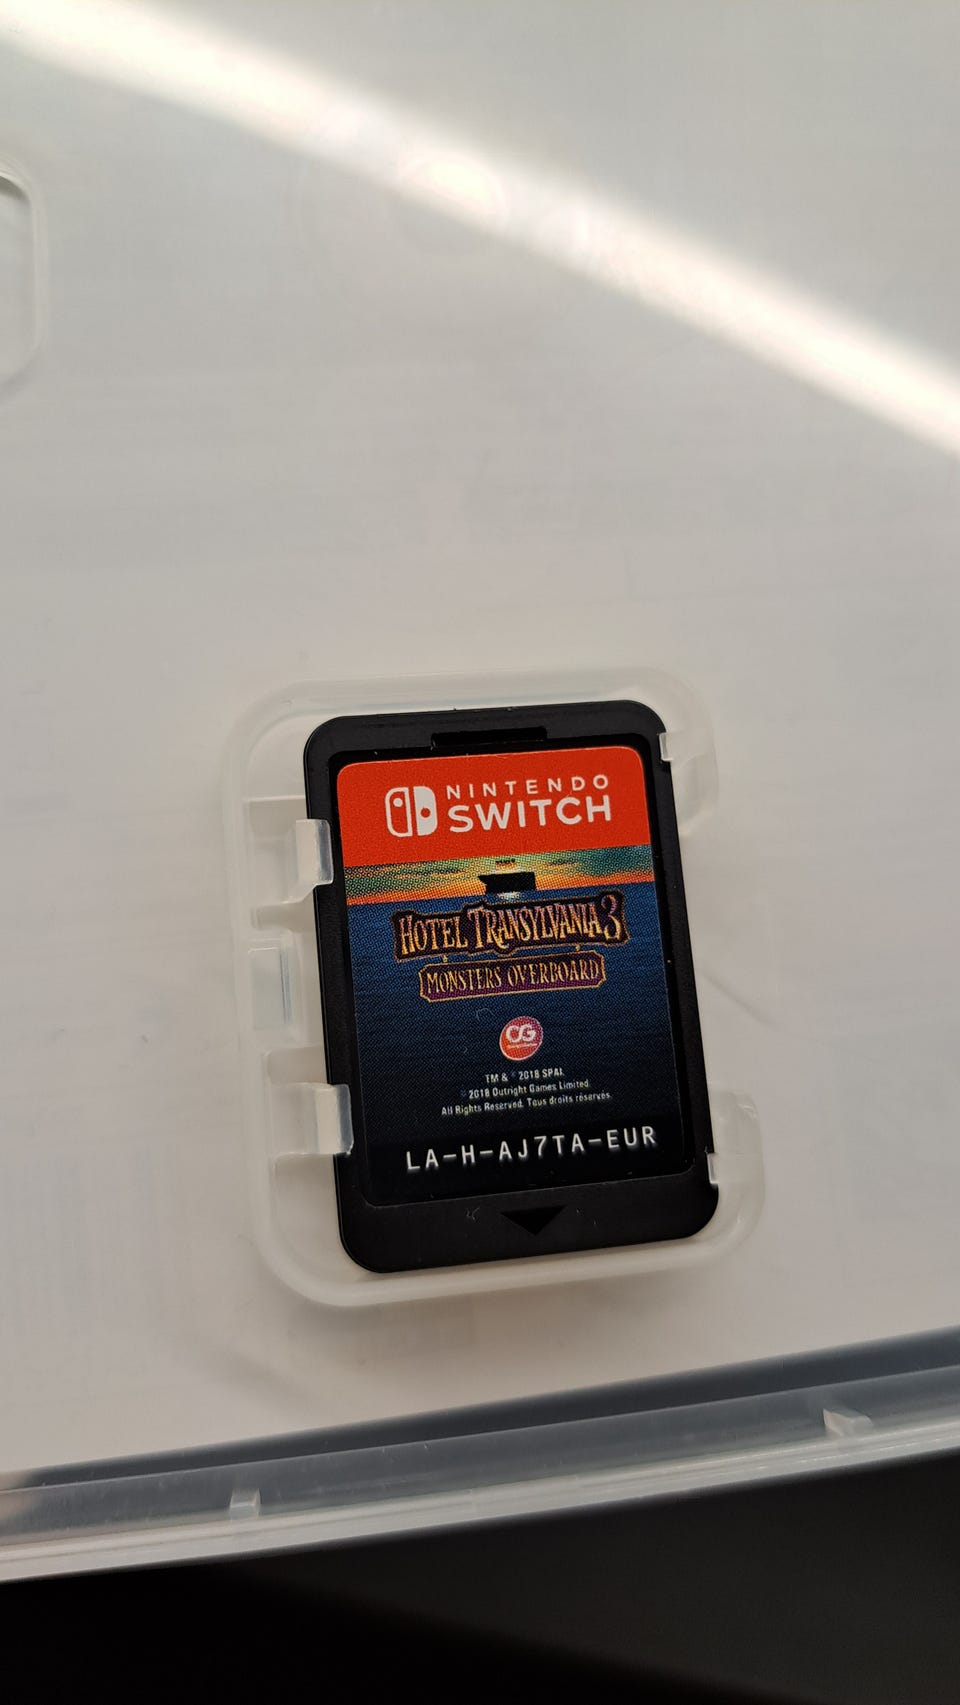 NINTENDO
SWITCH
HOTEL TRANSYLVANIA 3
MONSTERS OVERBOARD
OG
TM & © 2018 SPAI.
© 2018 Outright Games Limited.
All Rights Reserved. Tous droits réservés.
LA-H-AJ7TA-EUR